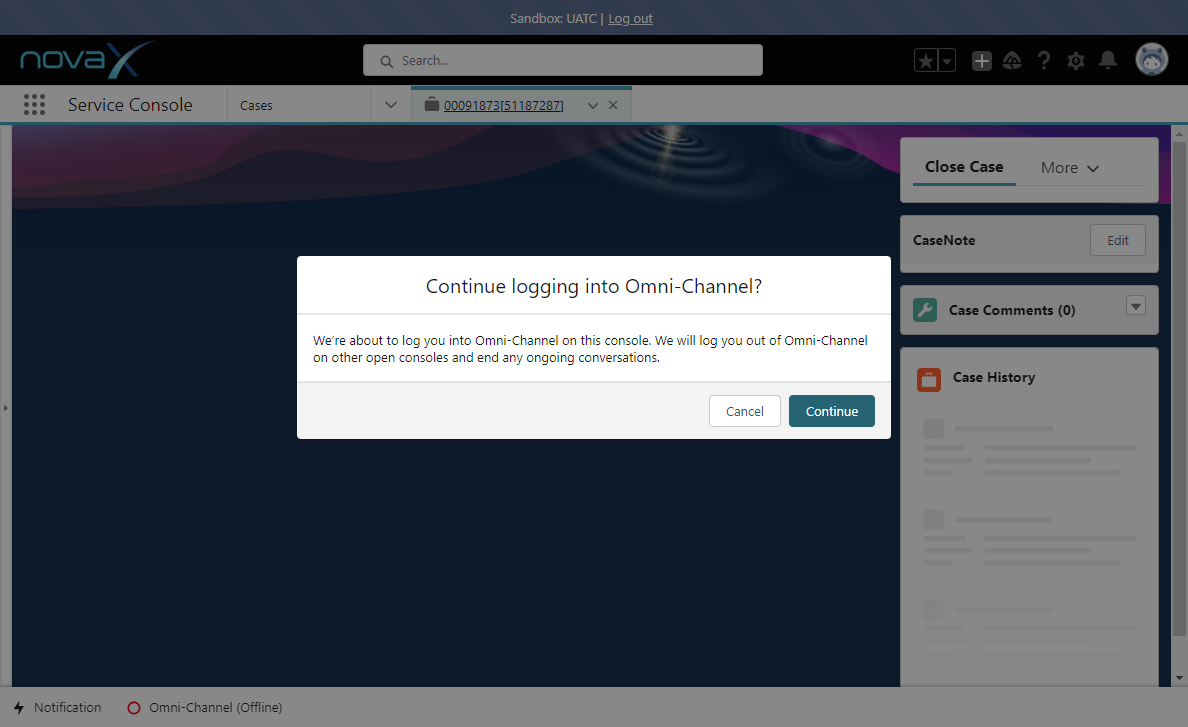 Sandbox: UATC | Log out
novaX
Search...
Service Console
Cases
00091873[51187287]
Close Case
More
CaseNote
Edit
Continue logging into Omni-Channel?
Case Comments (0)
We're about to log you into Omni-Channel on this console. We will log you out of Omni-Channel
on other open consoles and end any ongoing conversations.
Case History
Cancel
Continue
Notification
Omni-Channel (Offline)